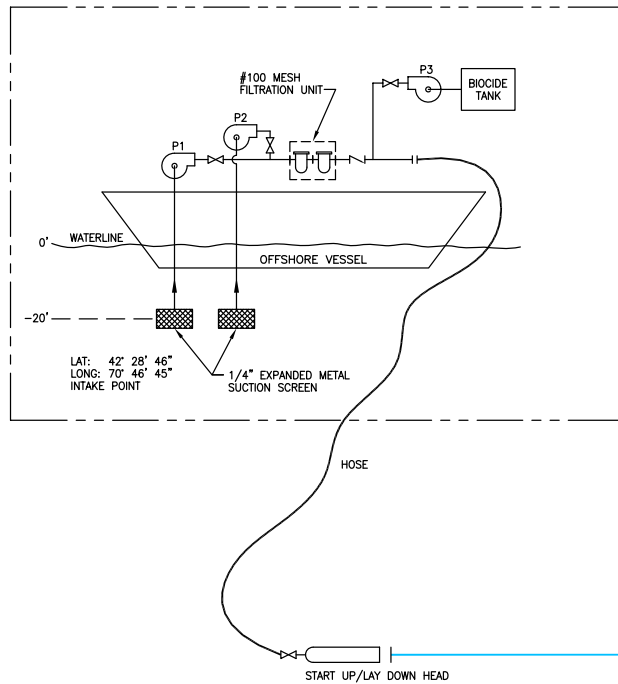 #100 MESH
FILTRATION UNIT
P3
BIOCIDE
TANK
P2
P1
0'
WATERLINE
OFFSHORE VESSEL
-20'
LAT: 42° 28' 46"
LONG: 70° 46' 45"
INTAKE POINT
1/4" EXPANDED METAL
SUCTION SCREEN
HOSE
START UP/LAY DOWN HEAD